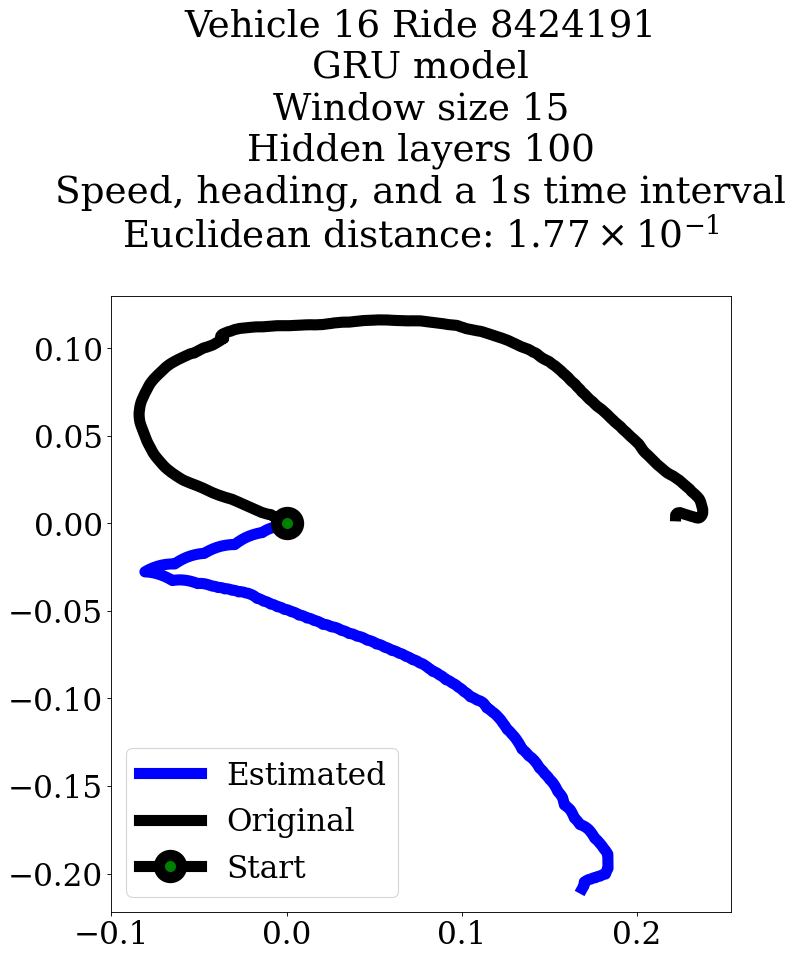 Vehicle 16 Ride 8424191
GRU model
Window size 15
Hidden layers 100
Speed, heading, and a 1s time interval
Euclidean distance: 1.77 × 10⁻¹
0.10
0.05
0.00
−0.05
−0.10
−0.15
−0.20
Estimated
Original
Start
−0.1 0.0 0.1 0.2